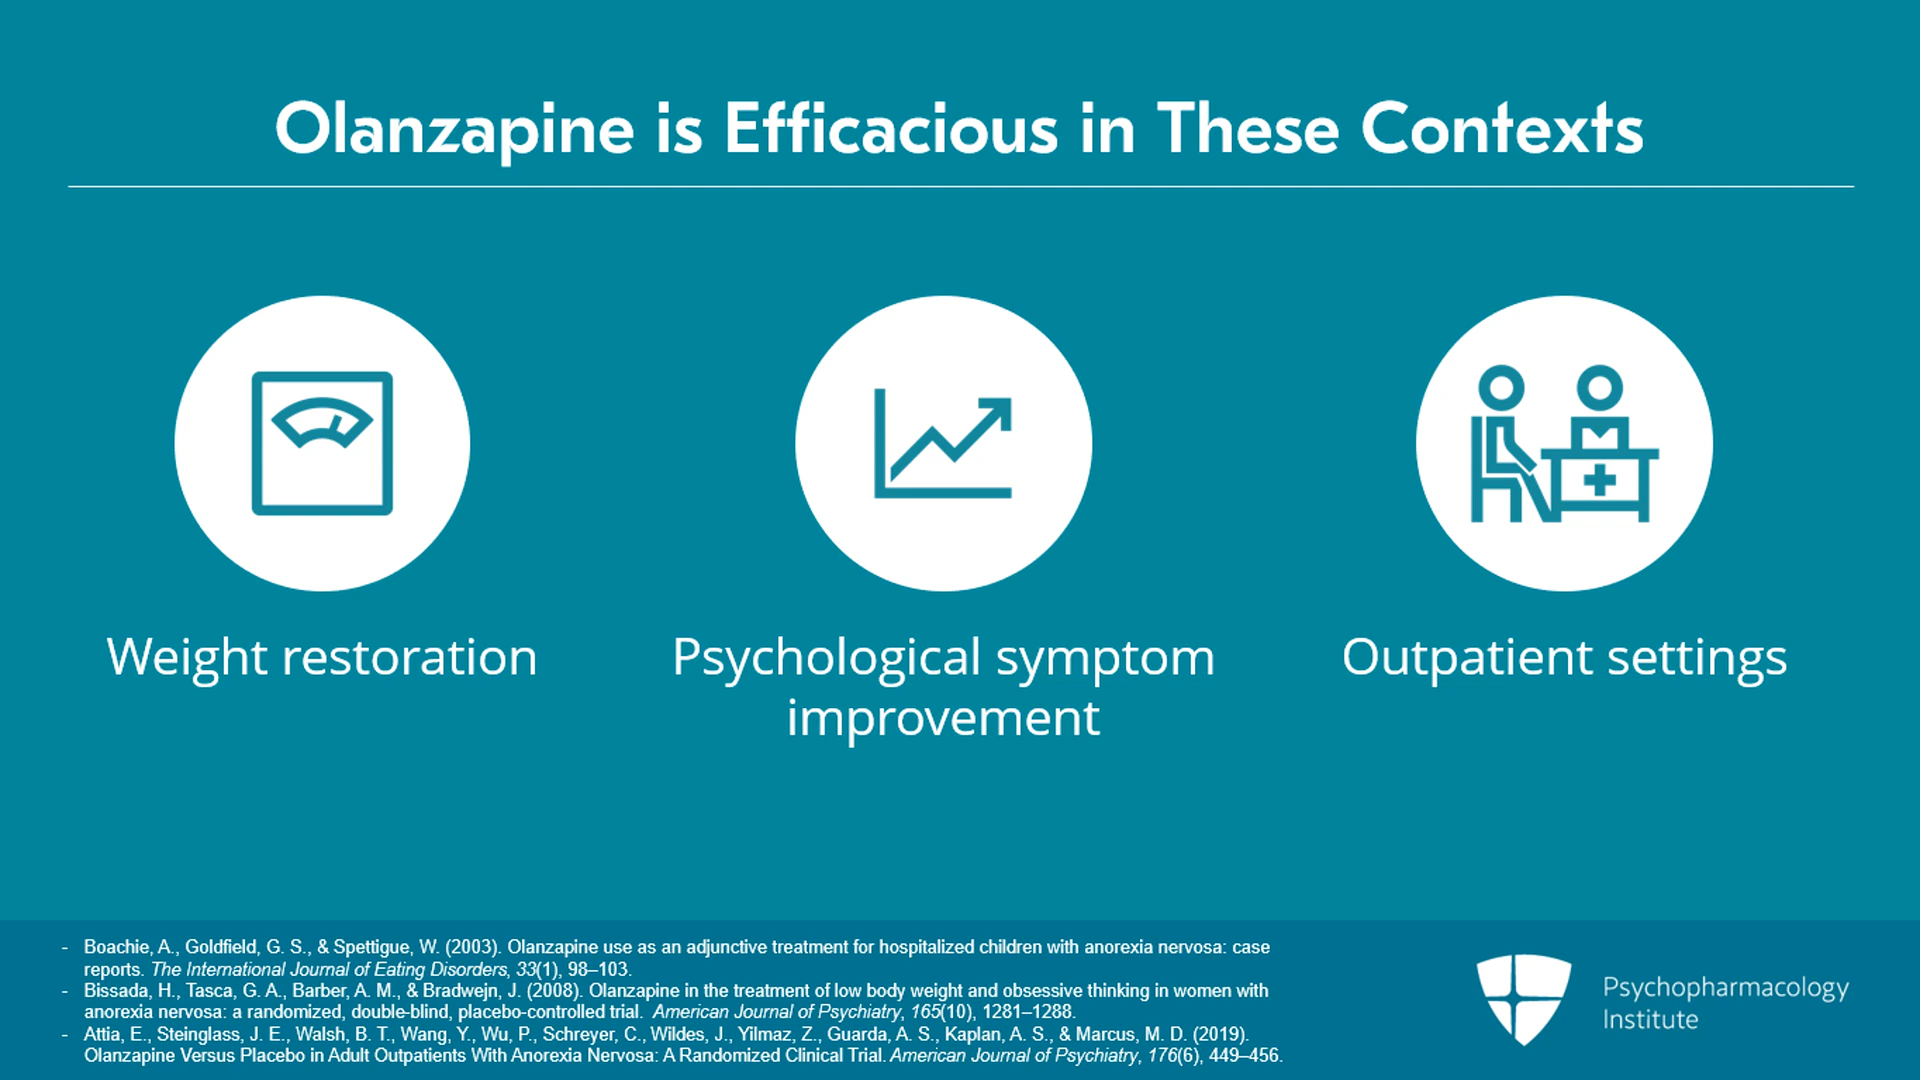 Olanzapine is Efficacious in These Contexts
Weight restoration
Psychological symptom
improvement
Outpatient settings
- Boachie, A., Goldfield, G. S., & Spettigue, W. (2003). Olanzapine use as an adjunctive treatment for hospitalized children with anorexia nervosa: case
reports. The International Journal of Eating Disorders, 33(1), 98–103.
- Bissada, H., Tasca, G. A., Barber, A. M., & Bradwejn, J. (2008). Olanzapine in the treatment of low body weight and obsessive thinking in women with
anorexia nervosa: a randomized, double-blind, placebo-controlled trial. American Journal of Psychiatry, 165(10), 1281–1288.
- Attia, E., Steinglass, J. E., Walsh, B. T., Wang, Y., Wu, P., Schreyer, C., Wildes, J., Yilmaz, Z., Guarda, A. S., Kaplan, A. S., & Marcus, M. D. (2019).
Olanzapine Versus Placebo in Adult Outpatients With Anorexia Nervosa: A Randomized Clinical Trial. American Journal of Psychiatry, 176(6), 449–456.
Psychopharmacology
Institute